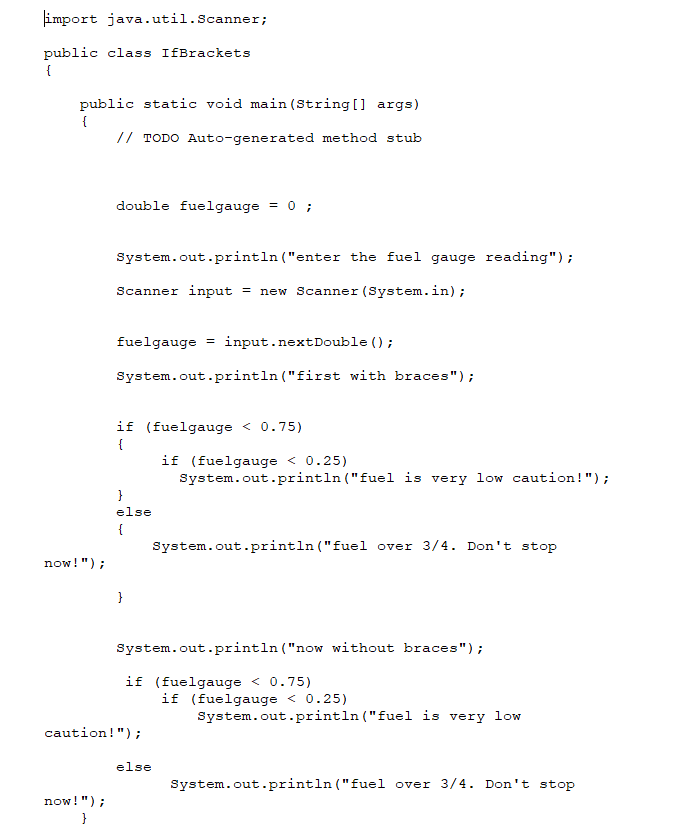 import java.util.Scanner;
public class IfBrackets
{
public static void main(String[] args)
{
// TODO Auto-generated method stub
double fuelgauge = 0 ;
System.out.println("enter the fuel gauge reading");
Scanner input = new Scanner(System.in);
fuelgauge = input.nextDouble();
System.out.println("first with braces");
if (fuelgauge < 0.75)
{
if (fuelgauge < 0.25)
System.out.println("fuel is very low caution!");
}
else
{
System.out.println("fuel over 3/4. Don't stop
now!");
}
System.out.println("now without braces");
if (fuelgauge < 0.75)
if (fuelgauge < 0.25)
System.out.println("fuel is very low
caution!");
else
System.out.println("fuel over 3/4. Don't stop
now!");
}